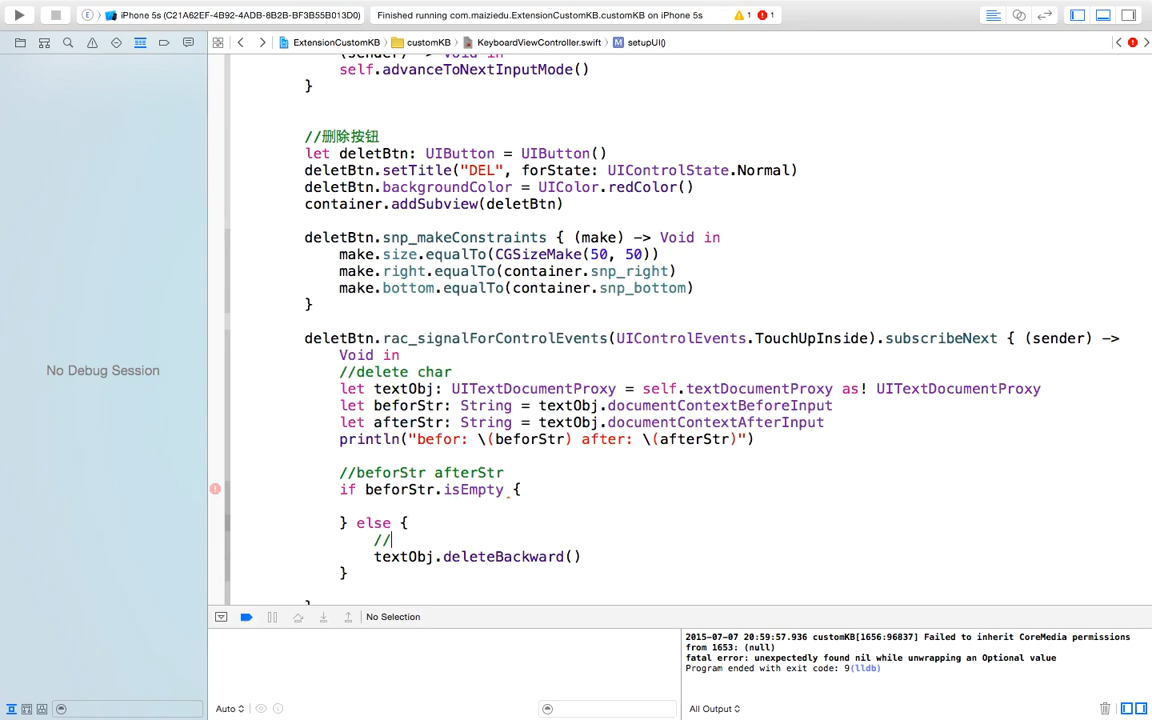 iPhone 5s (C21A62EF-4B92-4ADB-8B2B-BF3B55B013D0)
Finished running com.maiziedu.ExtensionCustomKB.customKB on iPhone 5s
1
1
ExtensionCustomKB
customKB
KeyboardViewController.swift
M setupUI()
(sender) -> Void in
self.advanceToNextInputMode()
}
//删除按钮
let deletBtn: UIButton = UIButton()
deletBtn.setTitle("DEL", forState: UIControlState.Normal)
deletBtn.backgroundColor = UIColor.redColor()
container.addSubview(deletBtn)
deletBtn.snp_makeConstraints { (make) -> Void in
make.size.equalTo(CGSizeMake(50, 50))
make.right.equalTo(container.snp_right)
make.bottom.equalTo(container.snp_bottom)
}
deletBtn.rac_signalForControlEvents(UIControlEvents.TouchUpInside).subscribeNext { (sender) ->
Void in
//delete char
let textObj: UITextDocumentProxy = self.textDocumentProxy as! UITextDocumentProxy
let beforStr: String = textObj.documentContextBeforeInput
let afterStr: String = textObj.documentContextAfterInput
println("befor: \(beforStr) after: \(afterStr)")
//beforStr afterStr
if beforStr.isEmpty {
} else {
//
textObj.deleteBackward()
}
No Debug Session
No Selection
2015-07-07 20:59:57.936 customKB[1656:96837] Failed to inherit CoreMedia permissions
from 1653: (null)
fatal error: unexpectedly found nil while unwrapping an Optional value
Program ended with exit code: 9(lldb)
Auto
All Output